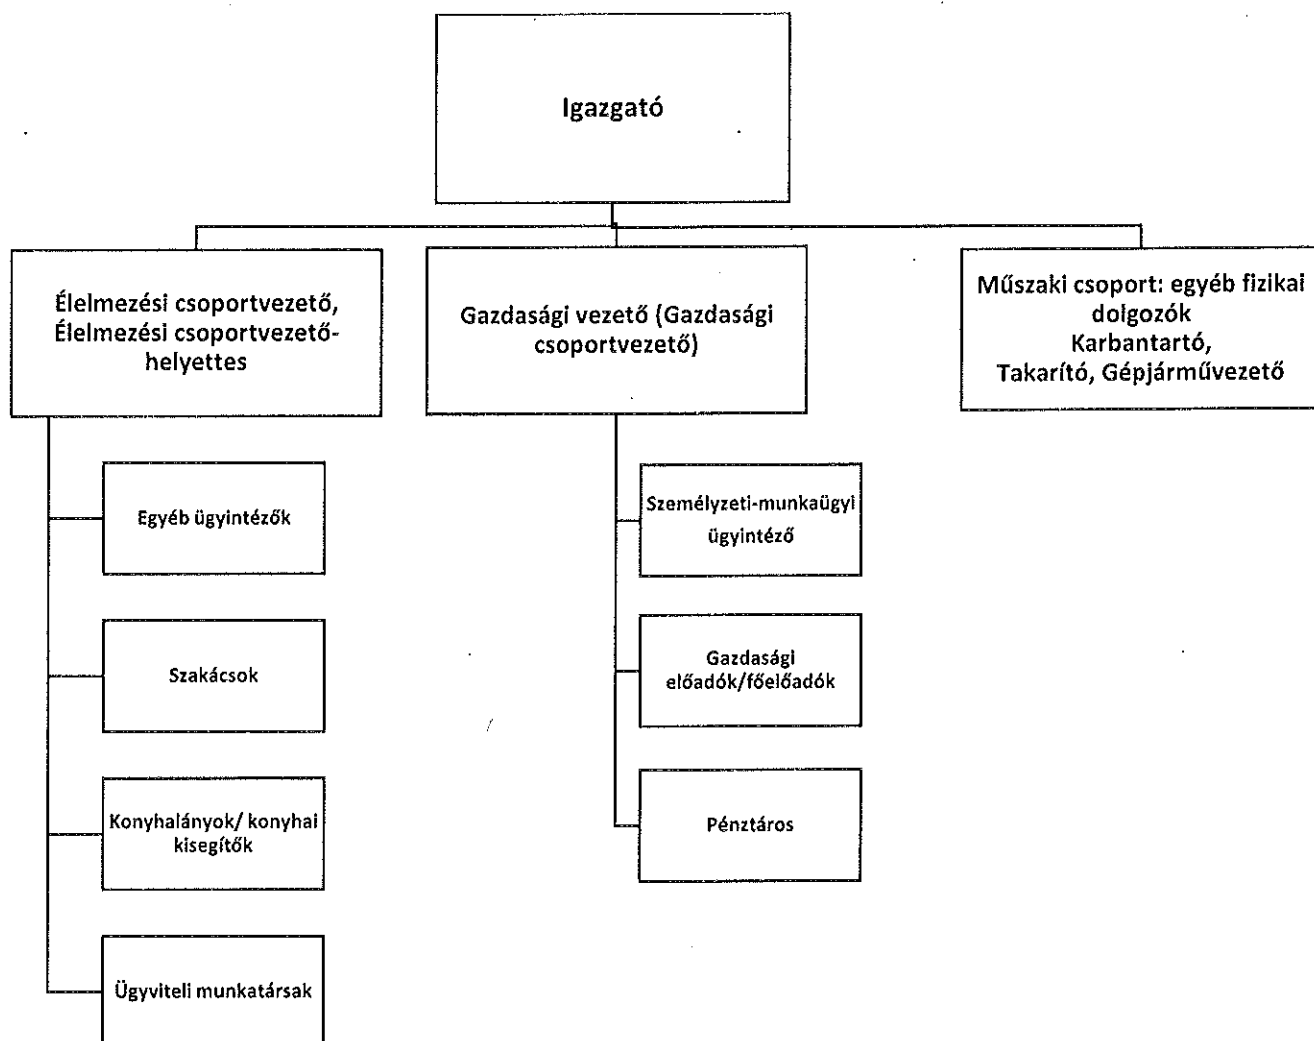 Igazgató
Élelmezési csoportvezető,
Élelmezési csoportvezető-
helyettes
Gazdasági vezető (Gazdasági
csoportvezető)
Műszaki csoport: egyéb fizikai
dolgozók
Karbantartó,
Takarító, Gépjárművezető
Egyéb ügyintézők
Szakácsok
Konyhalányok/ konyhai
kisegítők
Ügyviteli munkatársak
Személyzeti-munkaügyi
ügyintéző
Gazdasági
előadók/főelőadók
Pénztáros